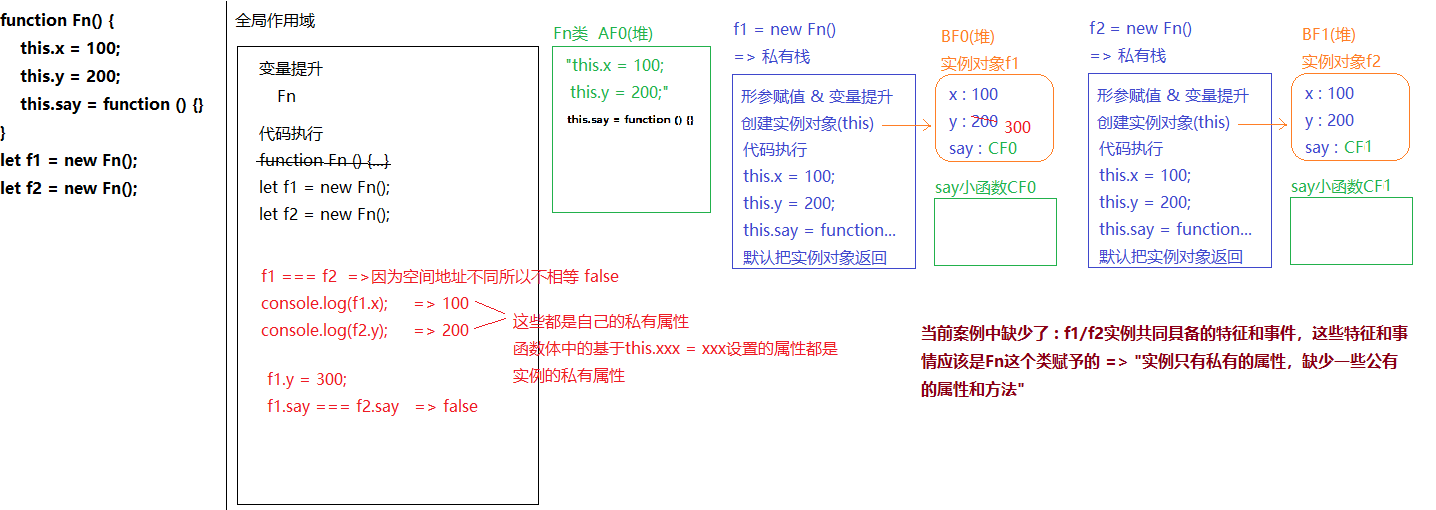 function Fn() {
this.x = 100;
this.y = 200;
this.say = function () {}
}
let f1 = new Fn();
let f2 = new Fn();
全局作用域
变量提升
Fn
代码执行
function Fn () {...}
let f1 = new Fn();
let f2 = new Fn();
f1 === f2 =>因为空间地址不同所以不相等 false
console.log(f1.x); => 100
console.log(f2.y); => 200
这些都是自己的私有属性
函数体中的基于this.xxx = xxx设置的属性都是
实例的私有属性
f1.y = 300;
f1.say === f2.say => false
Fn类 AF0(堆)
"this.x = 100;
this.y = 200;"
this.say = function () {}
f1 = new Fn()
=> 私有栈
形参赋值 & 变量提升
创建实例对象(this)
代码执行
this.x = 100;
this.y = 200;
this.say = function...
默认把实例对象返回
BF0(堆)
实例对象f1
x : 100
y : 200 300
say : CF0
say小函数CF0
f2 = new Fn()
=> 私有栈
形参赋值 & 变量提升
创建实例对象(this)
代码执行
this.x = 100;
this.y = 200;
this.say = function...
默认把实例对象返回
BF1(堆)
实例对象f2
x : 100
y : 200
say : CF1
say小函数CF1
当前案例中缺少了：f1/f2实例共同具备的特征和事件，这些特征和事
情应该是Fn这个类赋予的 => "实例只有私有的属性，缺少一些公有
的属性和方法"